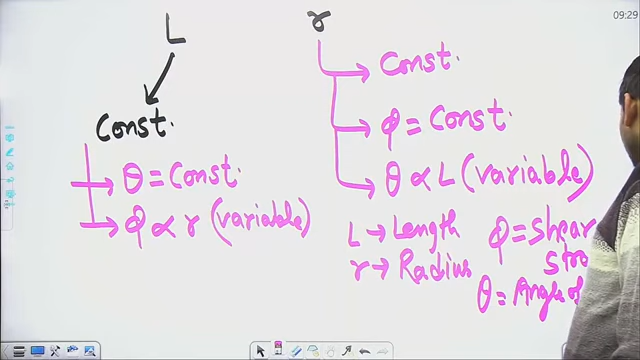 09:29
L
Const.
θ = Const.
φ ∝ r (variable)
r
Const.
φ = Const.
θ ∝ L (variable)
L → Length
r → Radius
φ = Shear
θ = Angle of